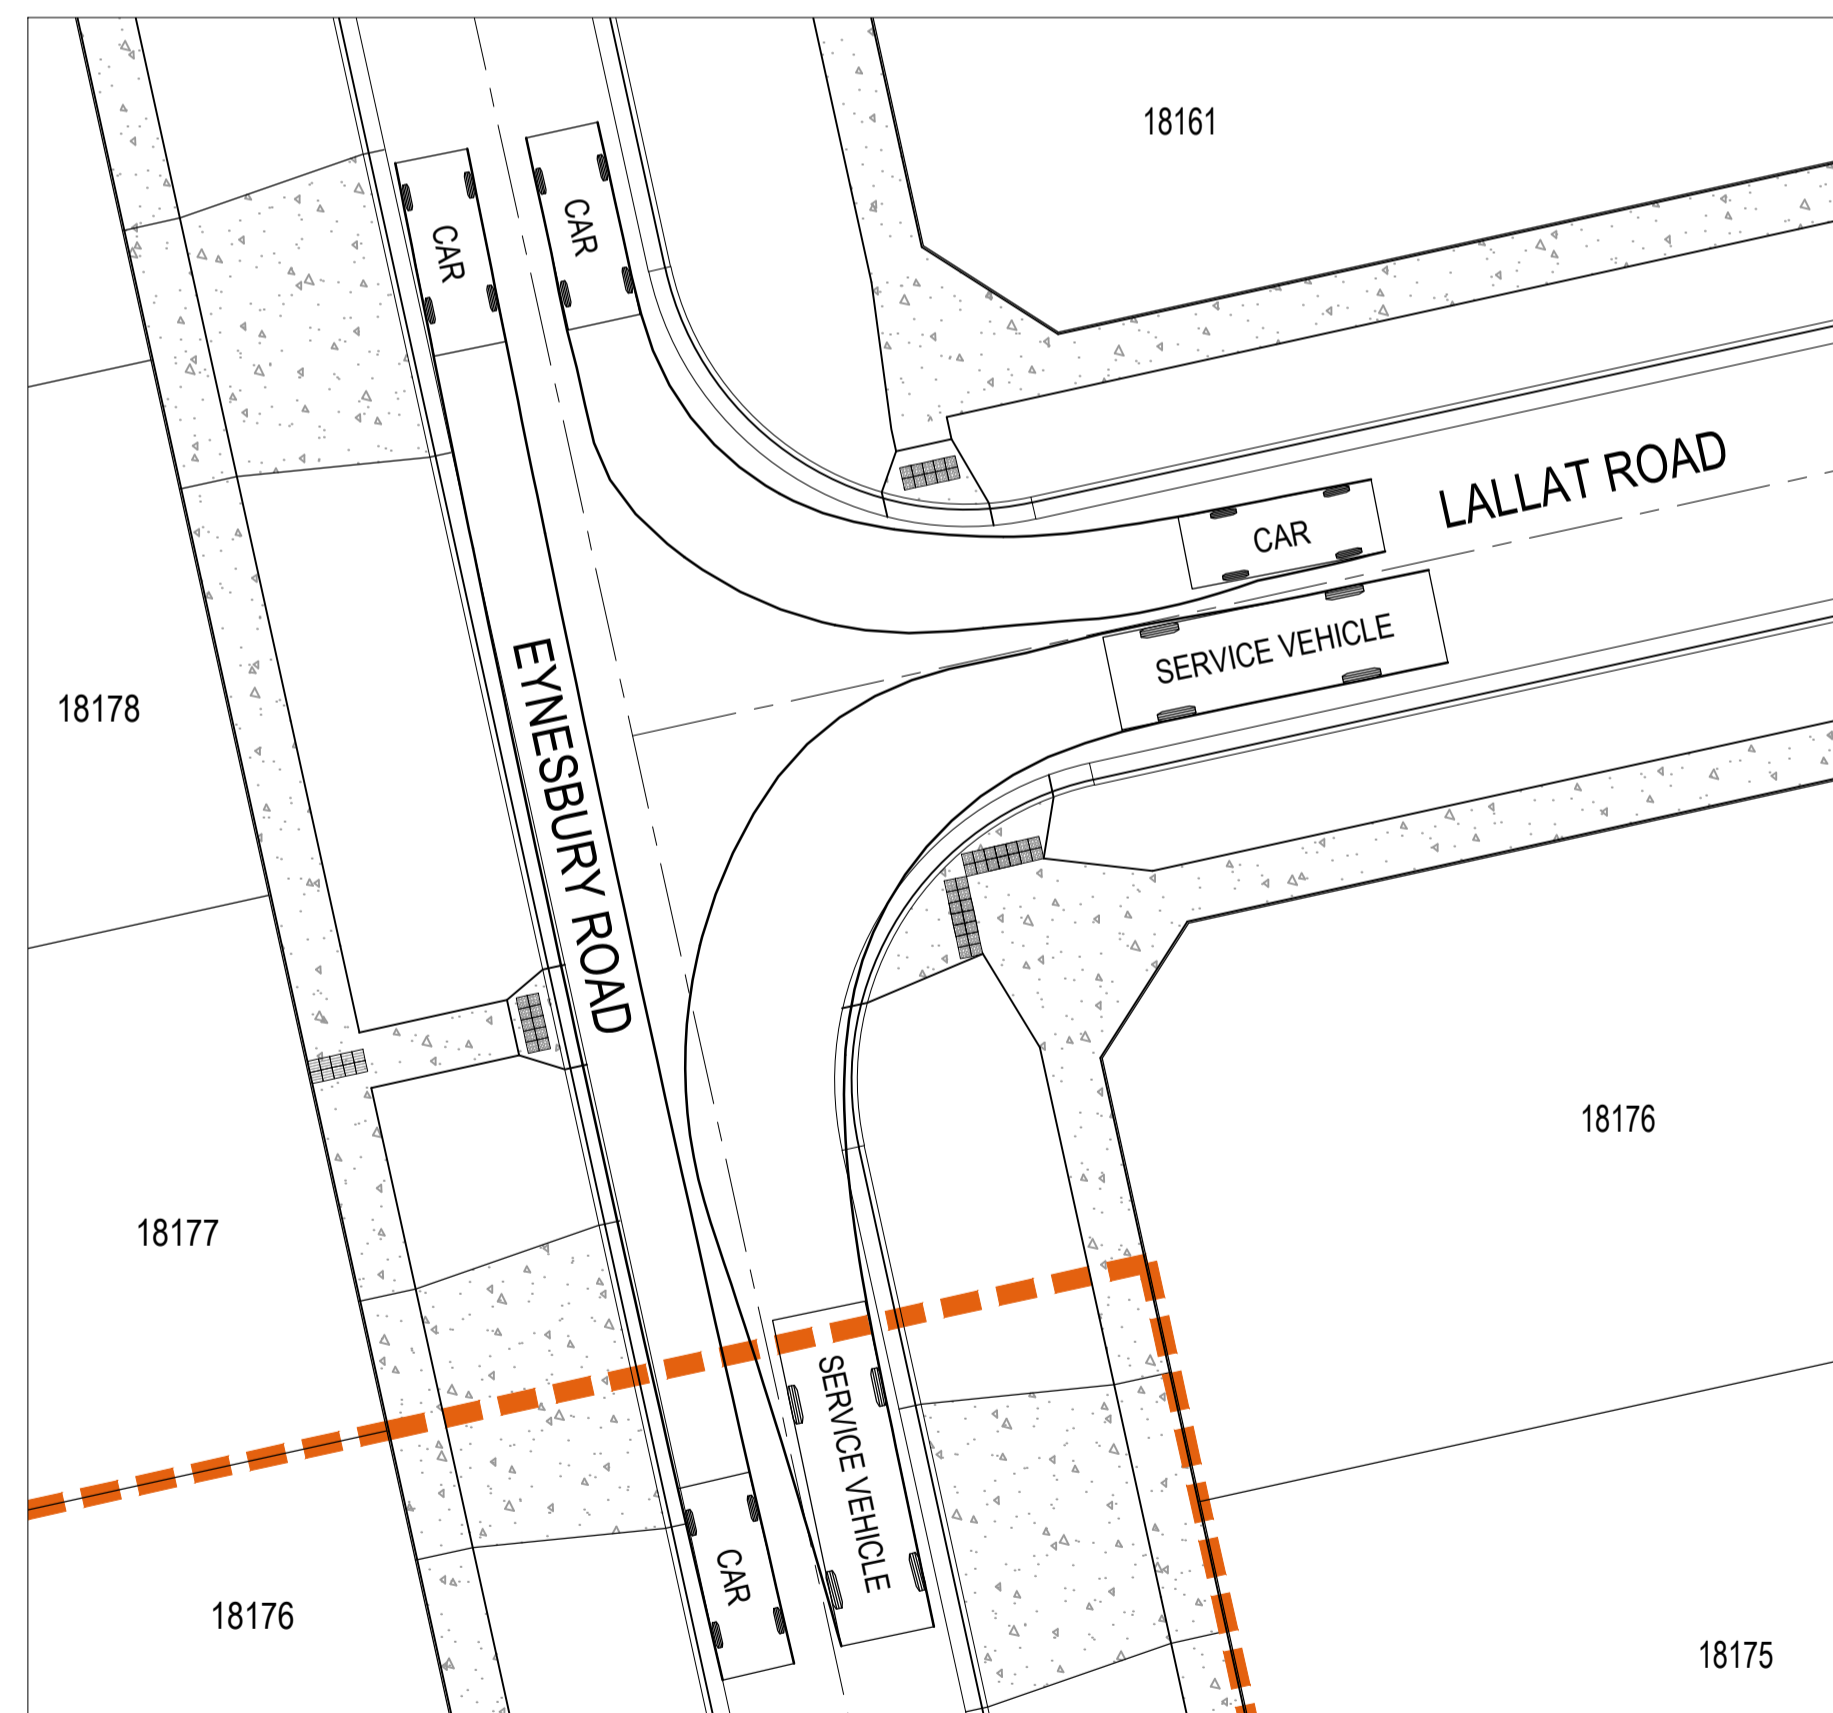 18161
CAR
CAR
LALLAT ROAD
CAR
SERVICE VEHICLE
EYNESBURY ROAD
18178
18176
18177
SERVICE VEHICLE
CAR
18176
18175